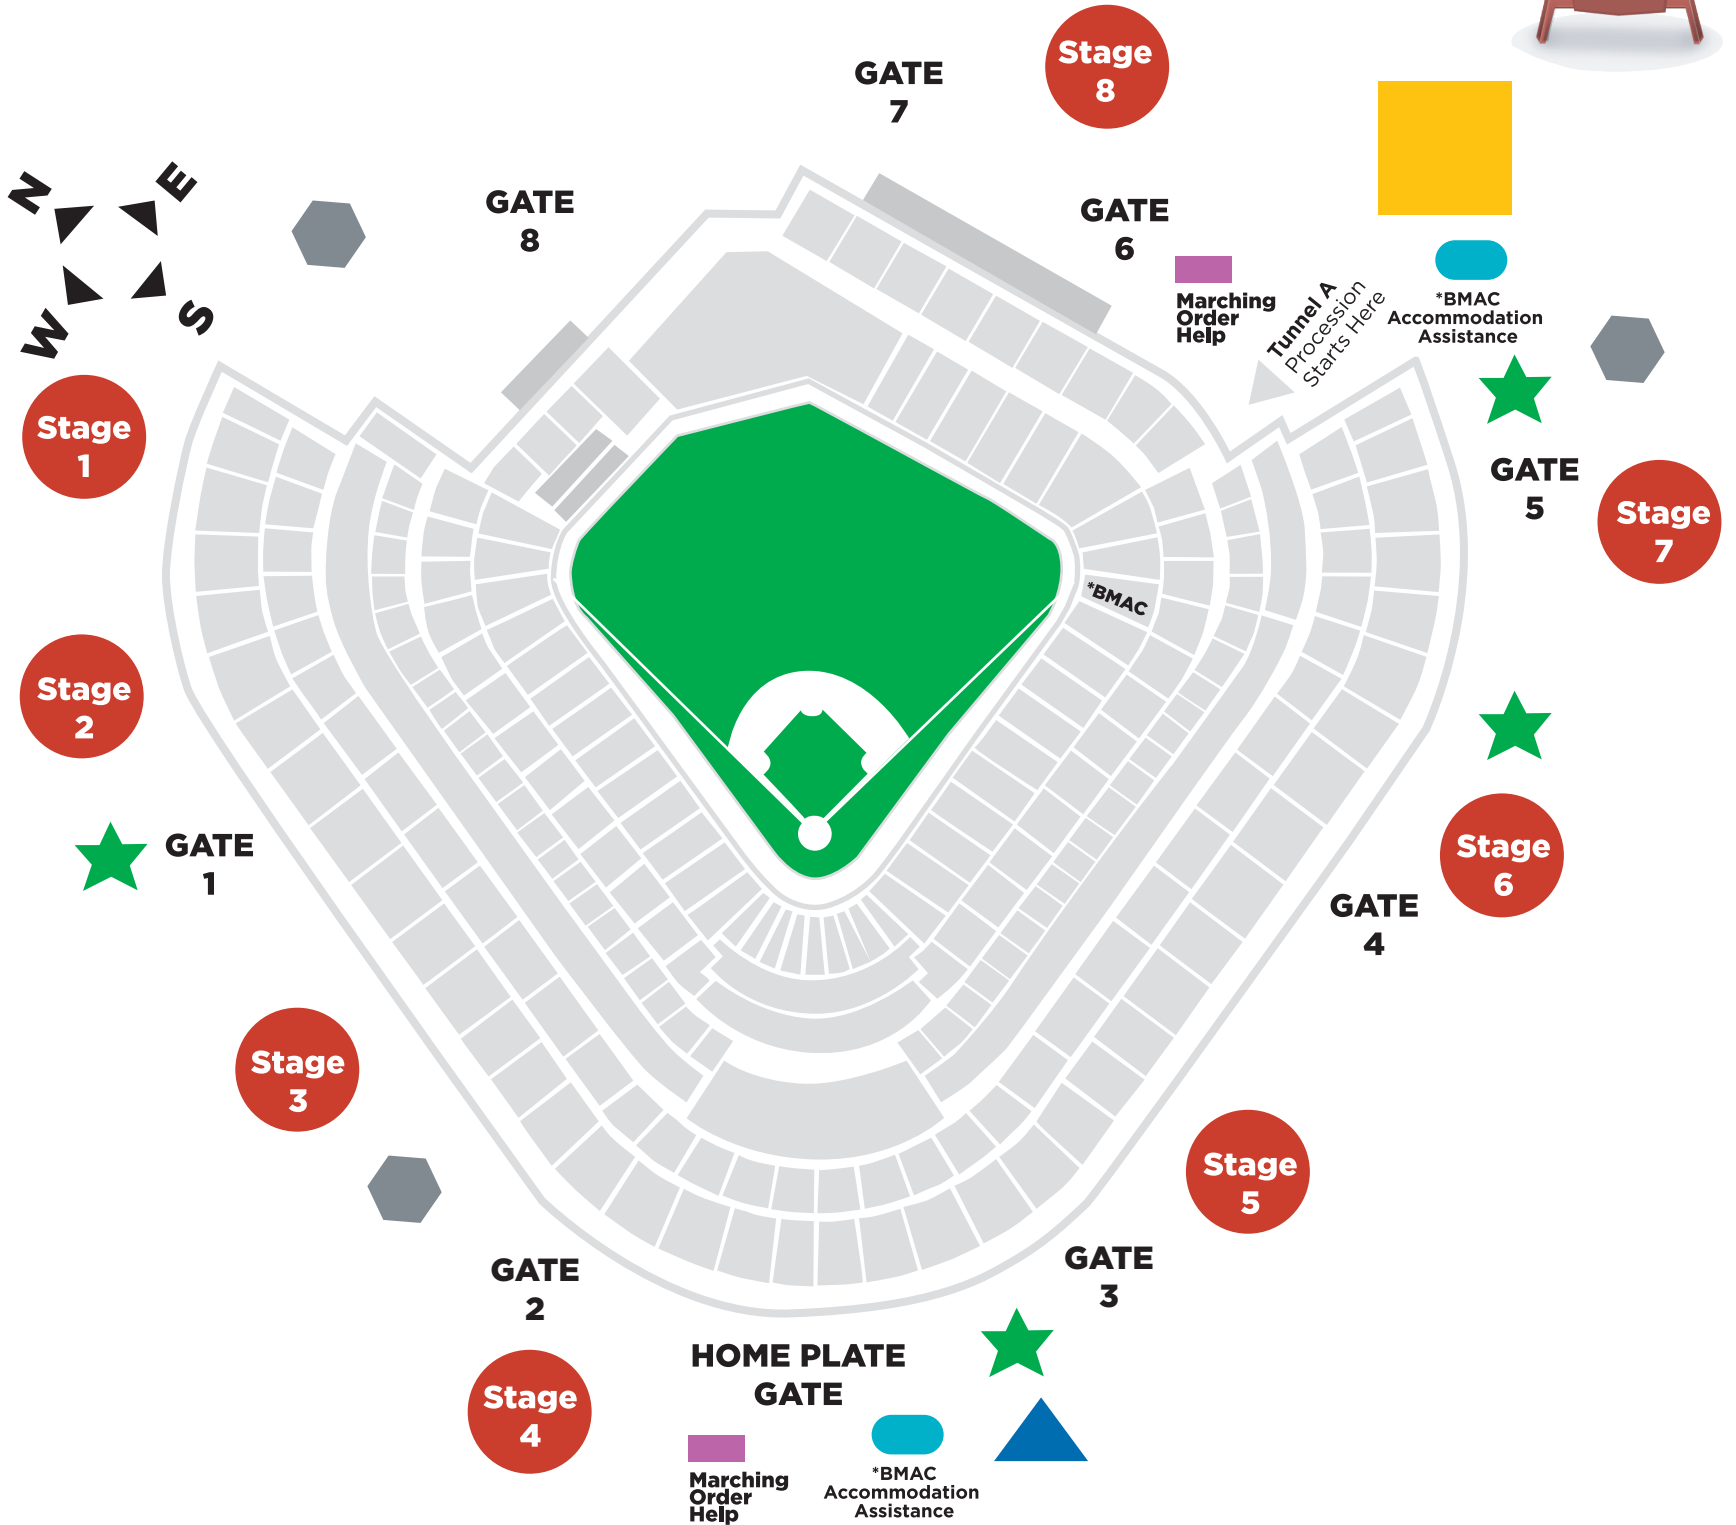 Stage
8
GATE
7
N
E
W
S
GATE
8
GATE
6
Marching
Order
Help
Tunnel A
Procession
Starts Here
*BMAC
Accommodation
Assistance
Stage
1
GATE
5
Stage
7
*BMAC
Stage
2
GATE
1
Stage
6
GATE
4
Stage
3
Stage
5
GATE
2
GATE
3
HOME PLATE
GATE
Stage
4
Marching
Order
Help
*BMAC
Accommodation
Assistance